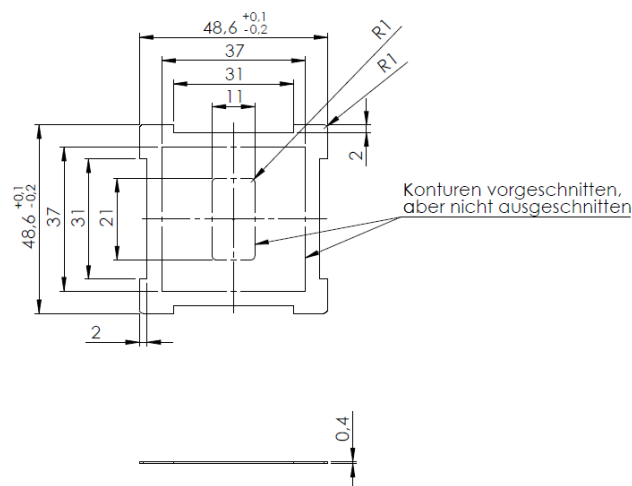 48,6 +0,1 -0,2
37
31
11
R1
R1
2
48,6 +0,1 -0,2
37
31
21
Konturen vorgeschnitten,
aber nicht ausgeschnitten
2
0,4